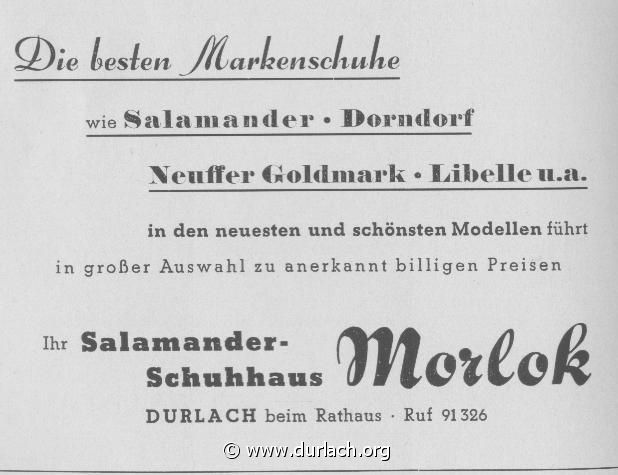 Die besten Markenschuhe
wie Salamander · Dorndorf
Neuffer Goldmark · Libelle u.a.
in den neuesten und schönsten Modellen führt
in großer Auswahl zu anerkannt billigen Preisen
Ihr Salamander-
Schuhhaus Morlok
DURLACH beim Rathaus · Ruf 91326
© www.durlach.org